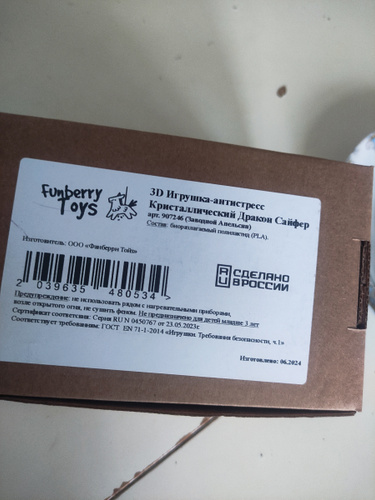 Funberry
Toys
3D Игрушка-антистресс
Кристаллический Дракон Сайфер
арт. 907246 (Заводной Апельсин)
Состав: биоразлагаемый полилактид (PLA).
Изготовитель: ООО «Фанберри Тойз»
2 039635 480534 >
RU
СДЕЛАНО
В РОССИИ
Предупреждение: не использовать рядом с нагревательными приборами,
возле открытого огня, не сушить феном. Не предназначено для детей младше 3 лет
Сертификат соответствия: Серия RU N 0450767 от 23.05.2023г
Соответствует требованиям: ГОСТ EN 71-1-2014 «Игрушки. Требования безопасности, ч.1»
Изготовлено: 06.2024